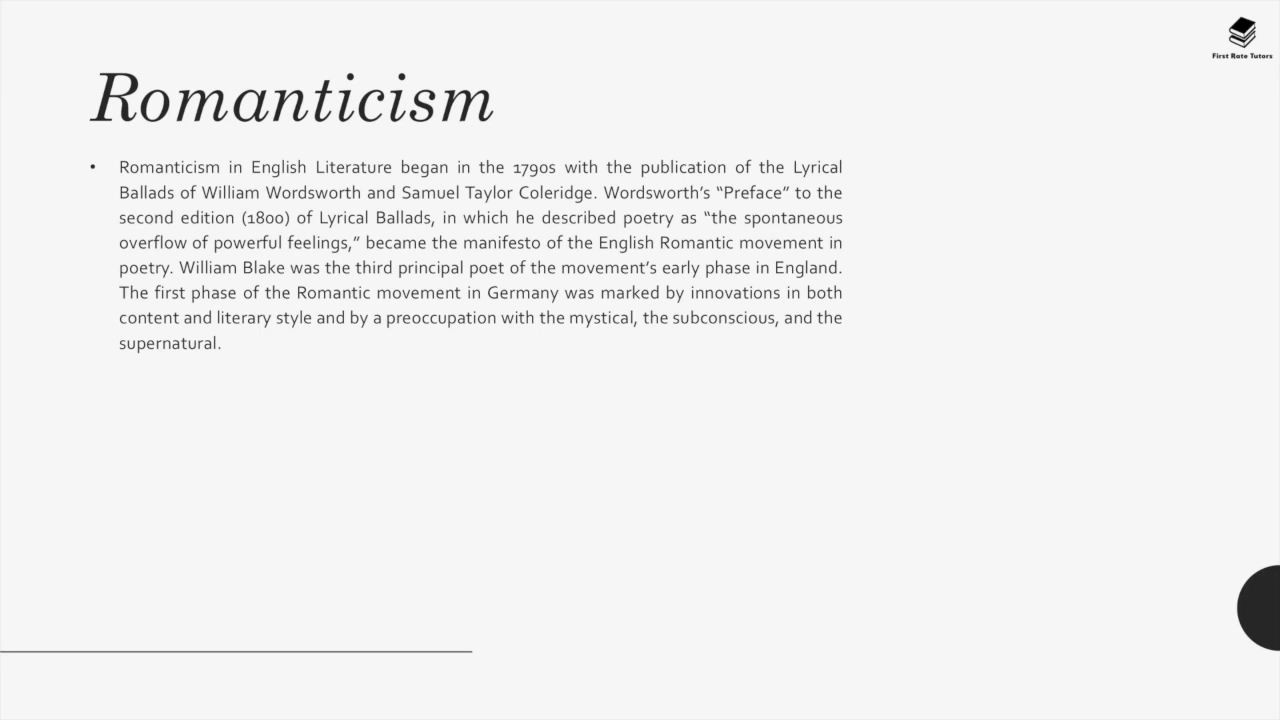 First Rate Tutors
Romanticism
• Romanticism in English Literature began in the 1790s with the publication of the Lyrical
Ballads of William Wordsworth and Samuel Taylor Coleridge. Wordsworth’s “Preface” to the
second edition (1800) of Lyrical Ballads, in which he described poetry as “the spontaneous
overflow of powerful feelings,” became the manifesto of the English Romantic movement in
poetry. William Blake was the third principal poet of the movement’s early phase in England.
The first phase of the Romantic movement in Germany was marked by innovations in both
content and literary style and by a preoccupation with the mystical, the subconscious, and the
supernatural.